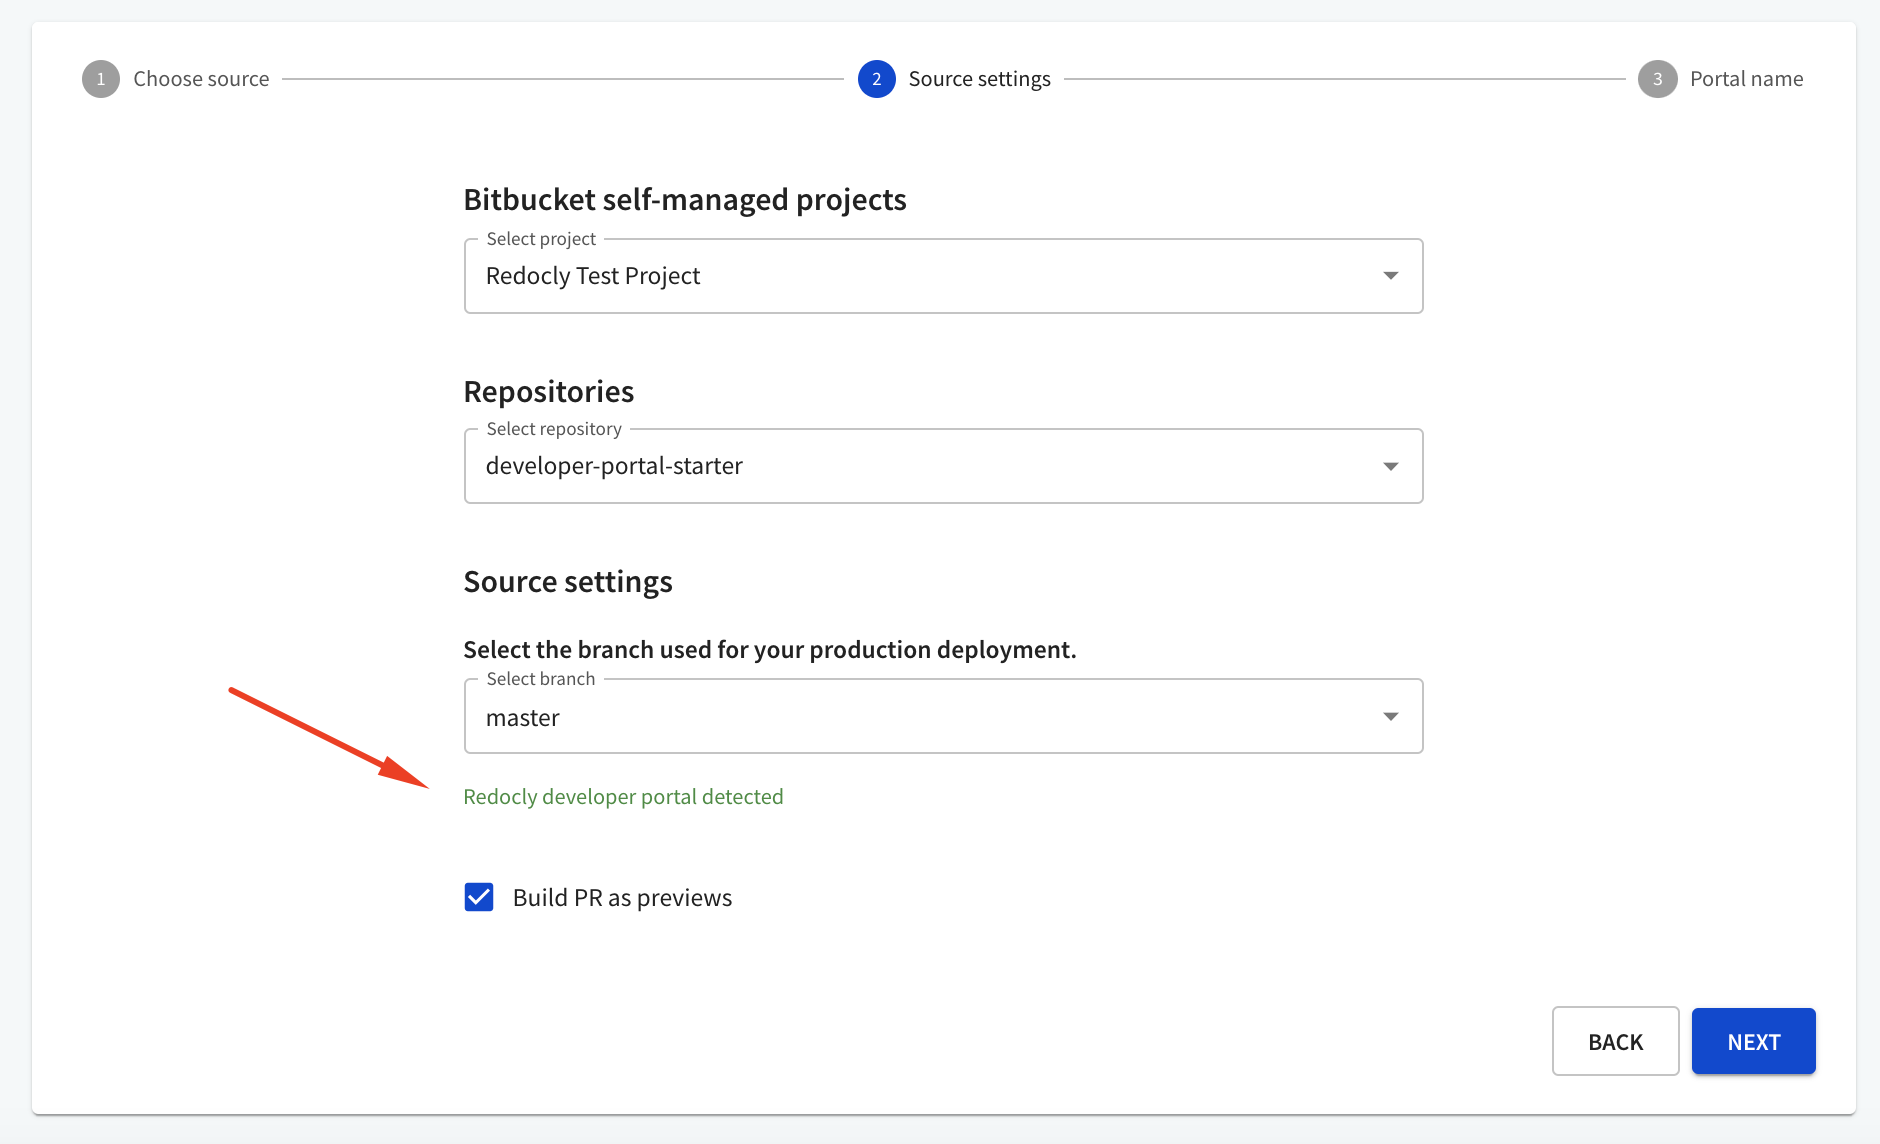 1 Choose source 2 Source settings 3 Portal name
Bitbucket self-managed projects
Select project
Redocly Test Project
Repositories
Select repository
developer-portal-starter
Source settings
Select the branch used for your production deployment.
Select branch
master
Redocly developer portal detected
Build PR as previews
BACK NEXT